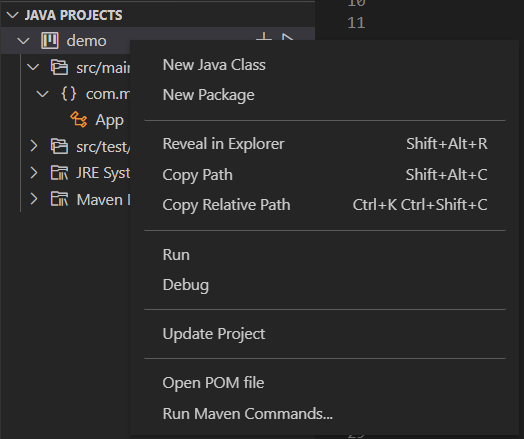 JAVA PROJECTS
demo
src/main
{} com.m
App
src/test/
JRE Syst
Maven
10
11
New Java Class
New Package
Reveal in Explorer Shift+Alt+R
Copy Path Shift+Alt+C
Copy Relative Path Ctrl+K Ctrl+Shift+C
Run
Debug
Update Project
Open POM file
Run Maven Commands...